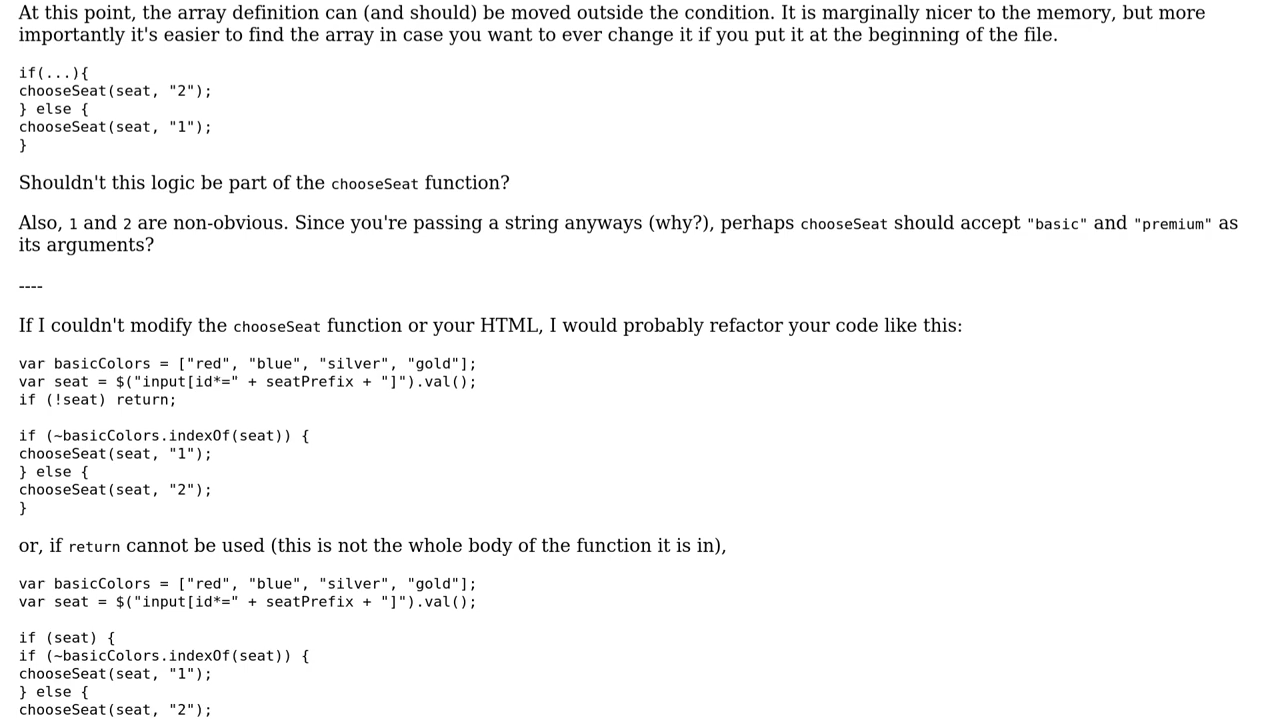 At this point, the array definition can (and should) be moved outside the condition. It is marginally nicer to the memory, but more
importantly it's easier to find the array in case you want to ever change it if you put it at the beginning of the file.
if(...){
chooseSeat(seat, "2");
} else {
chooseSeat(seat, "1");
}
Shouldn't this logic be part of the chooseSeat function?
Also, 1 and 2 are non-obvious. Since you're passing a string anyways (why?), perhaps chooseSeat should accept "basic" and "premium" as
its arguments?
----
If I couldn't modify the chooseSeat function or your HTML, I would probably refactor your code like this:
var basicColors = ["red", "blue", "silver", "gold"];
var seat = $("input[id*=" + seatPrefix + "]").val();
if (!seat) return;
if (~basicColors.indexOf(seat)) {
chooseSeat(seat, "1");
} else {
chooseSeat(seat, "2");
}
or, if return cannot be used (this is not the whole body of the function it is in),
var basicColors = ["red", "blue", "silver", "gold"];
var seat = $("input[id*=" + seatPrefix + "]").val();
if (seat) {
if (~basicColors.indexOf(seat)) {
chooseSeat(seat, "1");
} else {
chooseSeat(seat, "2");